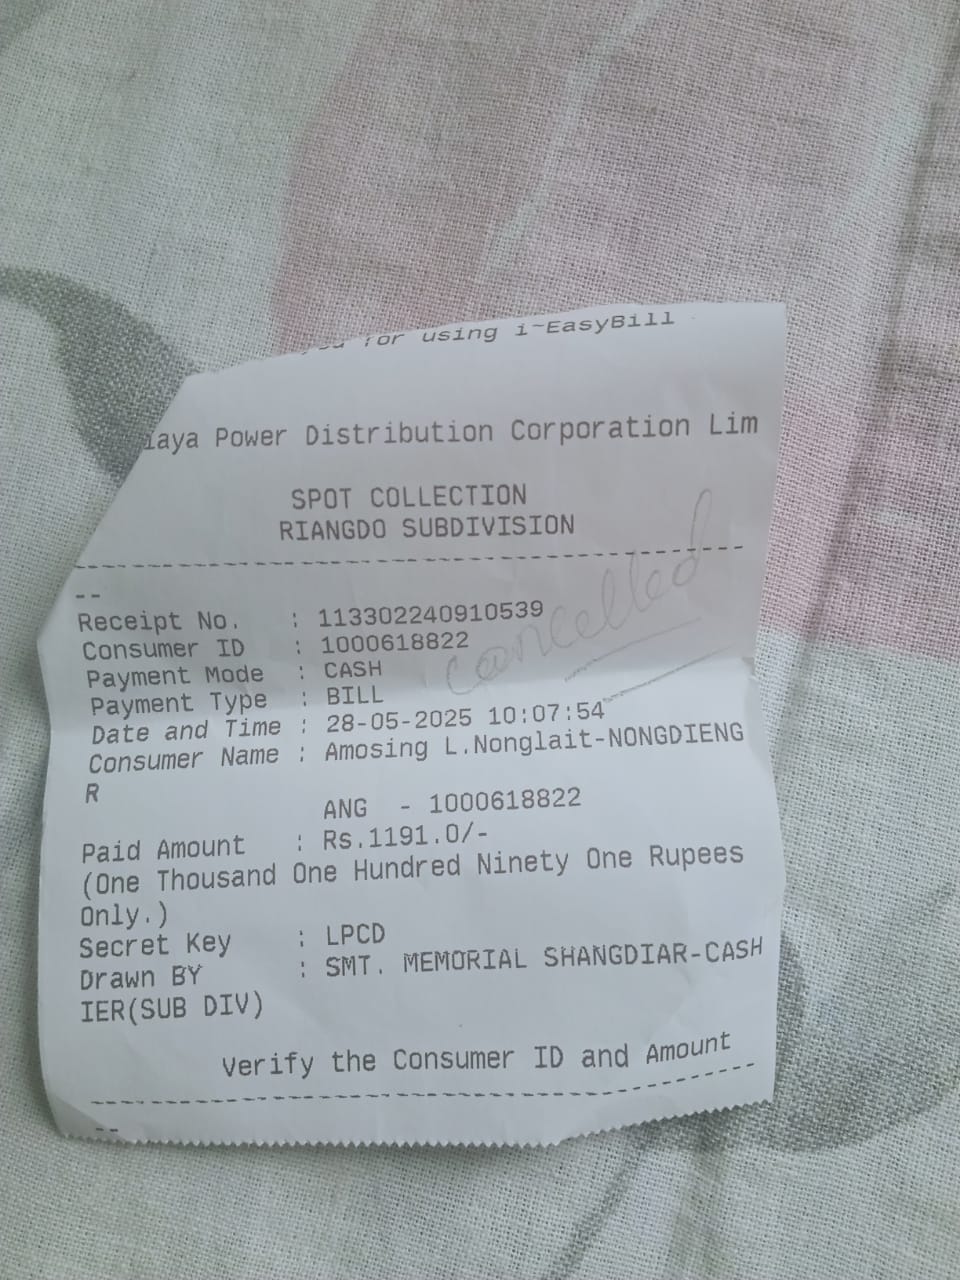 for using i~EasyBill
laya Power Distribution Corporation Lim
SPOT COLLECTION
RIANGDO SUBDIVISION
--
Receipt No. : 113302240910539
Consumer ID : 1000618822
Payment Mode : CASH
Payment Type : BILL
Date and Time : 28-05-2025 10:07:54
Consumer Name : Amosing L.Nonglait-NONGDIENG
R
ANG - 1000618822
Paid Amount : Rs.1191.0/-
(One Thousand One Hundred Ninety One Rupees
Only.)
Secret Key : LPCD
Drawn BY : SMT. MEMORIAL SHANGDIAR-CASH
IER(SUB DIV)
Verify the Consumer ID and Amount
--
cancelled